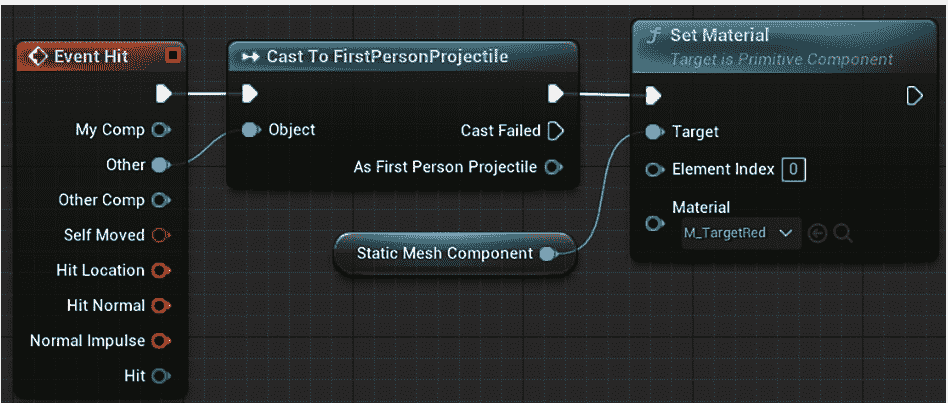 Event Hit
My Comp
Other
Other Comp
Self Moved
Hit Location
Hit Normal
Normal Impulse
Hit
Cast To FirstPersonProjectile
Object
Cast Failed
As First Person Projectile
Static Mesh Component
f Set Material
Target is Primitive Component
Target
Element Index 0
Material
M_TargetRed